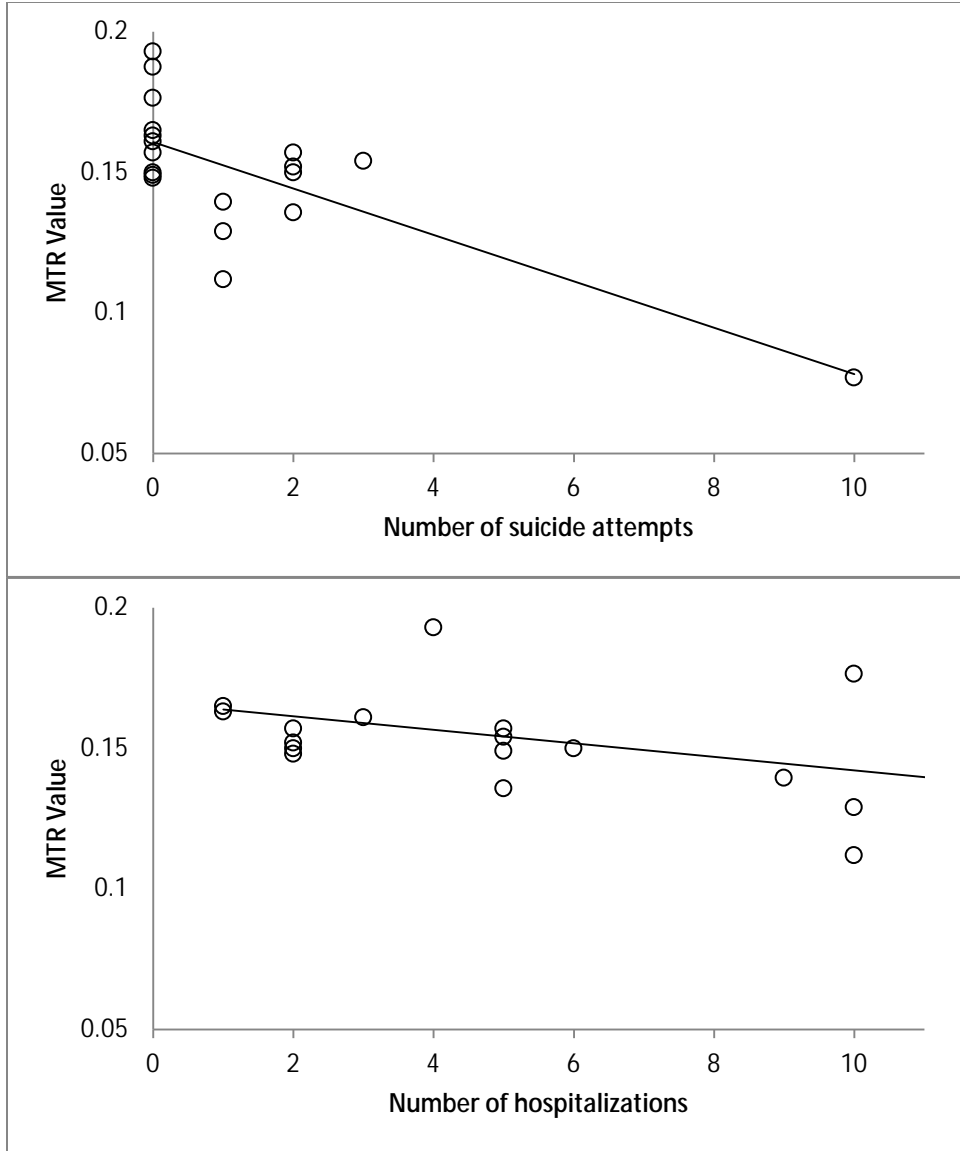 0.2
0.15
0.1
0.05
MTR Value
0 2 4 6 8 10
Number of suicide attempts
0.2
0.15
0.1
0.05
MTR Value
0 2 4 6 8 10
Number of hospitalizations